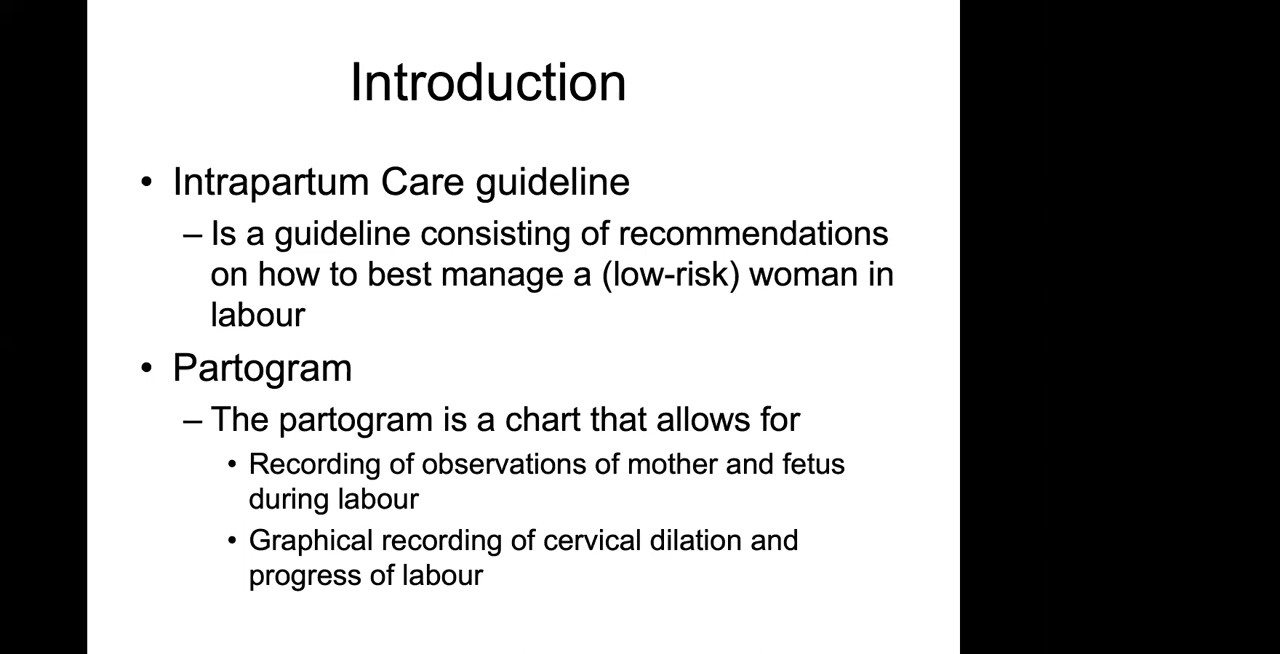 Introduction
• Intrapartum Care guideline
– Is a guideline consisting of recommendations
on how to best manage a (low-risk) woman in
labour
• Partogram
– The partogram is a chart that allows for
• Recording of observations of mother and fetus
during labour
• Graphical recording of cervical dilation and
progress of labour